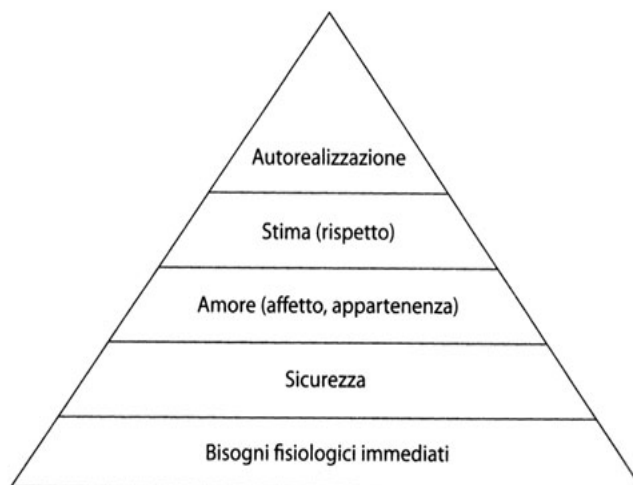 Autorealizzazione
Stima (rispetto)
Amore (affetto, appartenenza)
Sicurezza
Bisogni fisiologici immediati